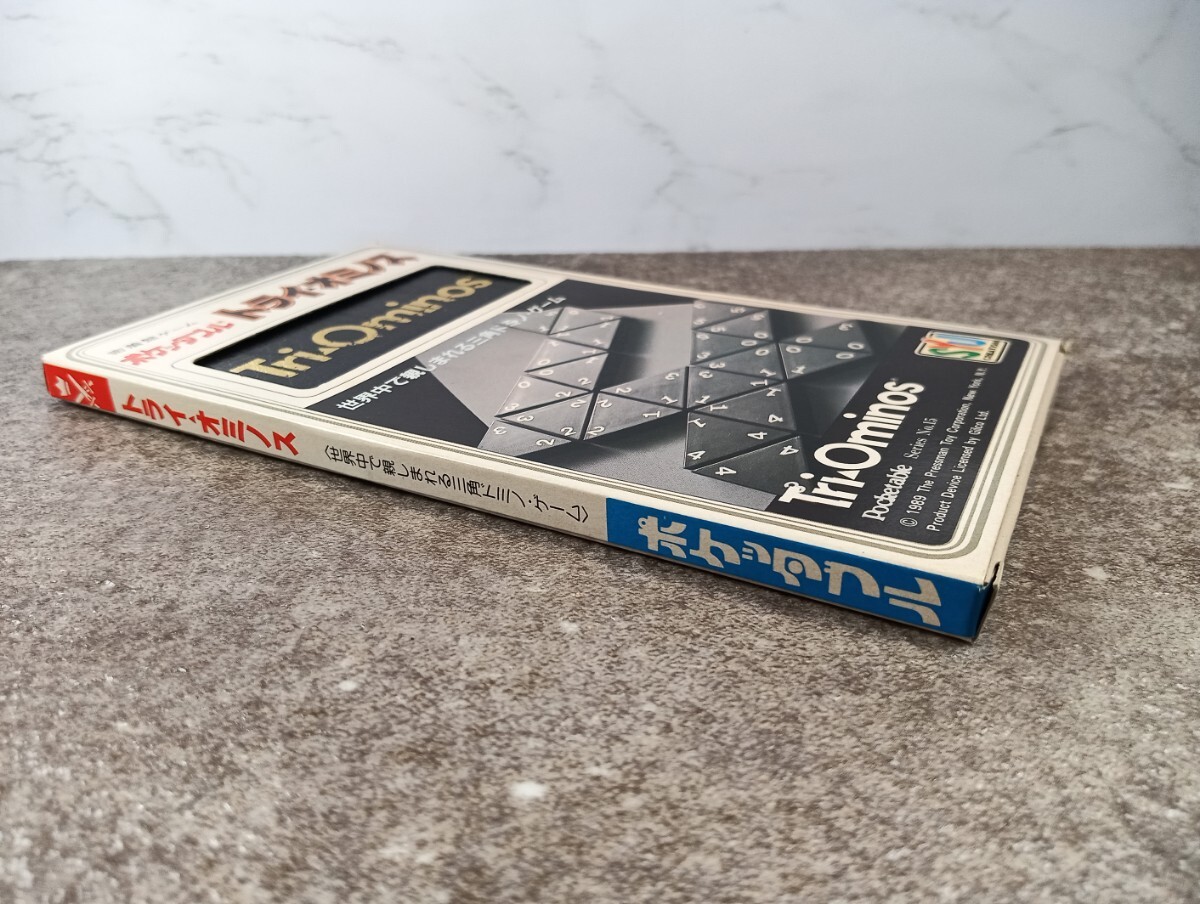 ポケッタブル トライ・オミノス
Tri-Ominos
世界中で親しまれる三角ドミノ・ゲーム
Tri-Ominos
Pocketable Series No.15
© 1989 The Pressman Toy Corporation, New York, N.Y.
Product Device Licensed by Gilco Ltd.
トライ・オミノス
〈世界中で親しまれる三角ドミノ・ゲーム〉
ポケッタブル